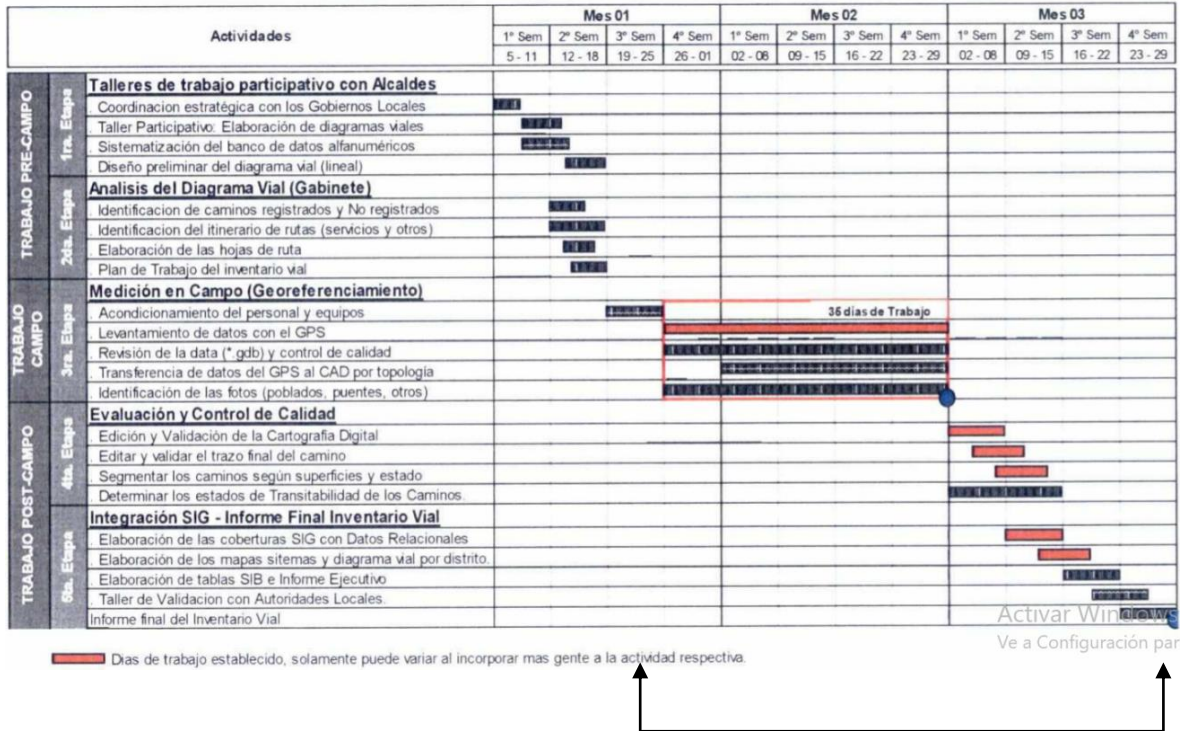 Actividades
Mes 01 Mes 02 Mes 03
1° Sem 2° Sem 3° Sem 4° Sem 1° Sem 2° Sem 3° Sem 4° Sem 1° Sem 2° Sem 3° Sem 4° Sem
5 - 11 12 - 18 19 - 25 26 - 01 02 - 08 09 - 15 16 - 22 23 - 29 02 - 08 09 - 15 16 - 22 23 - 29
TRABAJO PRE-CAMPO
1ra. Etapa
Talleres de trabajo participativo con Alcaldes
. Coordinacion estratégica con los Gobiernos Locales
. Taller Participativo: Elaboración de diagramas viales
. Sistematización del banco de datos alfanuméricos
. Diseño preliminar del diagrama vial (lineal)
2da. Etapa
Analisis del Diagrama Vial (Gabinete)
. Identificacion de caminos registrados y No registrados
. Identificacion del itinerario de rutas (servicios y otros)
. Elaboración de las hojas de ruta
. Plan de Trabajo del inventario vial
TRABAJO CAMPO
3ra. Etapa
Medición en Campo (Georeferenciamiento)
. Acondicionamiento del personal y equipos
35 dias de Trabajo
. Levantamiento de datos con el GPS
. Revisión de la data (*.gdb) y control de calidad
. Transferencia de datos del GPS al CAD por topología
. Identificación de las fotos (poblados, puentes, otros)
TRABAJO POST-CAMPO
4ta. Etapa
Evaluación y Control de Calidad
. Edición y Validación de la Cartografia Digital
. Editar y validar el trazo final del camino
. Segmentar los caminos según superficies y estado
. Determinar los estados de Transitabilidad de los Caminos.
5ta. Etapa
Integración SIG - Informe Final Inventario Vial
. Elaboración de las coberturas SIG con Datos Relacionales
. Elaboración de los mapas sitemas y diagrama vial por distrito.
. Elaboración de tablas SIB e Informe Ejecutivo
. Taller de Validacion con Autoridades Locales.
Informe final del Inventario Vial
Activar Windows
Ve a Configuración par
Dias de trabajo establecido, solamente puede variar al incorporar mas gente a la actividad respectiva.